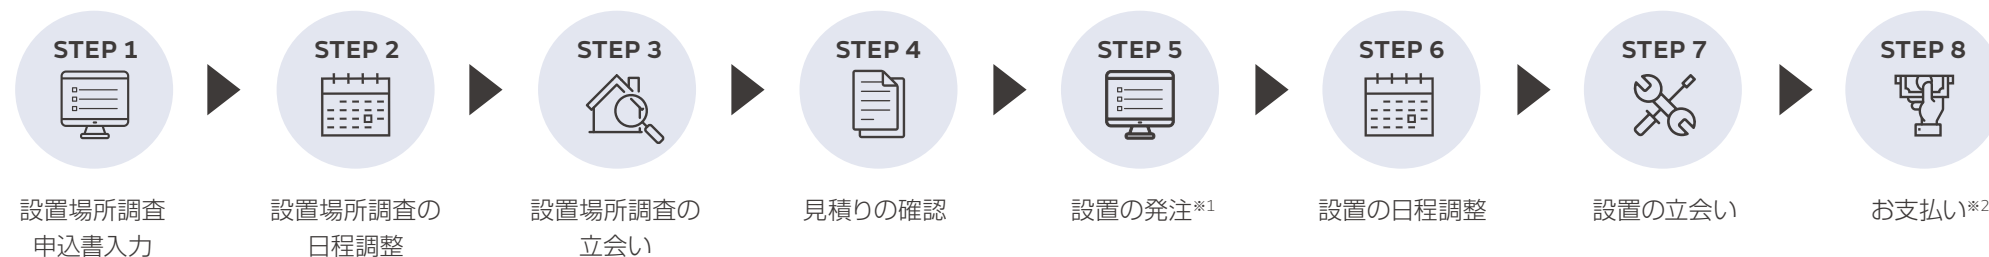 STEP 1
設置場所調査
申込書入力
STEP 2
設置場所調査の
日程調整
STEP 3
設置場所調査の
立会い
STEP 4
見積りの確認
STEP 5
設置の発注※1
STEP 6
設置の日程調整
STEP 7
設置の立会い
STEP 8
お支払い※2